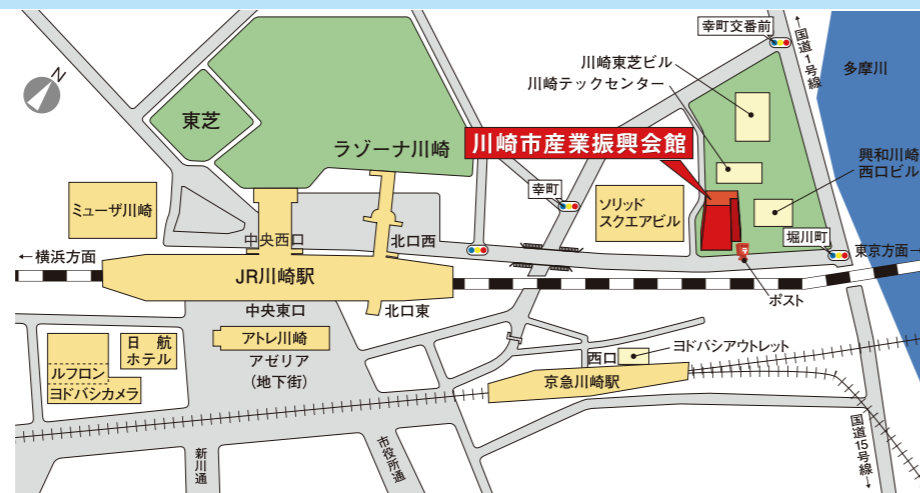 N
幸町交番前
国道1号線
多摩川
川崎東芝ビル
川崎テックセンター
東芝
ラゾーナ川崎
川崎市産業振興会館
興和川崎
西口ビル
幸町
ミューザ川崎
ソリッド
スクエアビル
堀川町
中央西口
北口西
←横浜方面
東京方面
JR川崎駅
ポスト
中央東口
北口東
日航
ホテル
アトレ川崎
アゼリア
(地下街)
ルフロン
ヨドバシカメラ
西口
ヨドバシアウトレット
京急川崎駅
新川通
市役所通
国道15号線